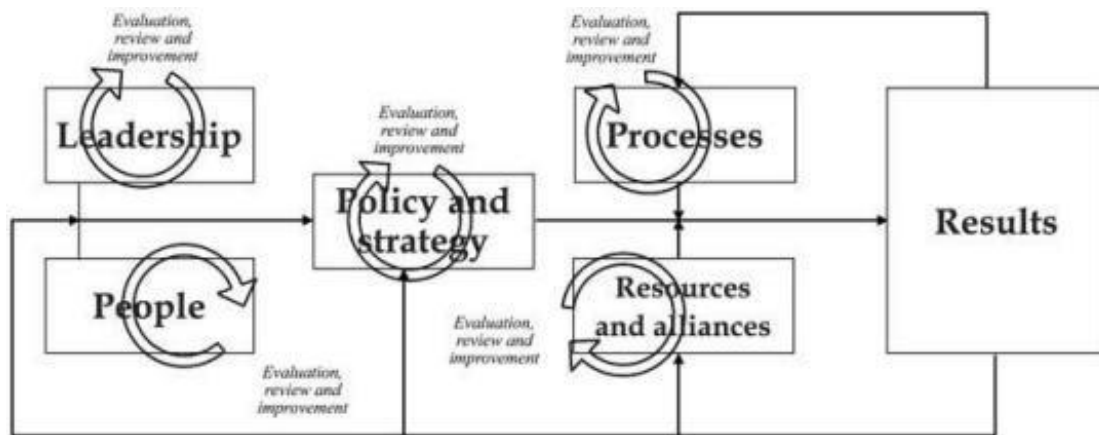 Evaluation,
review and
improvement
Leadership
Evaluation,
review and
improvement
Policy and
strategy
People
Evaluation,
review and
improvement
Evaluation,
review and
improvement
Processes
Evaluation,
review and
improvement
Resources
and alliances
Results